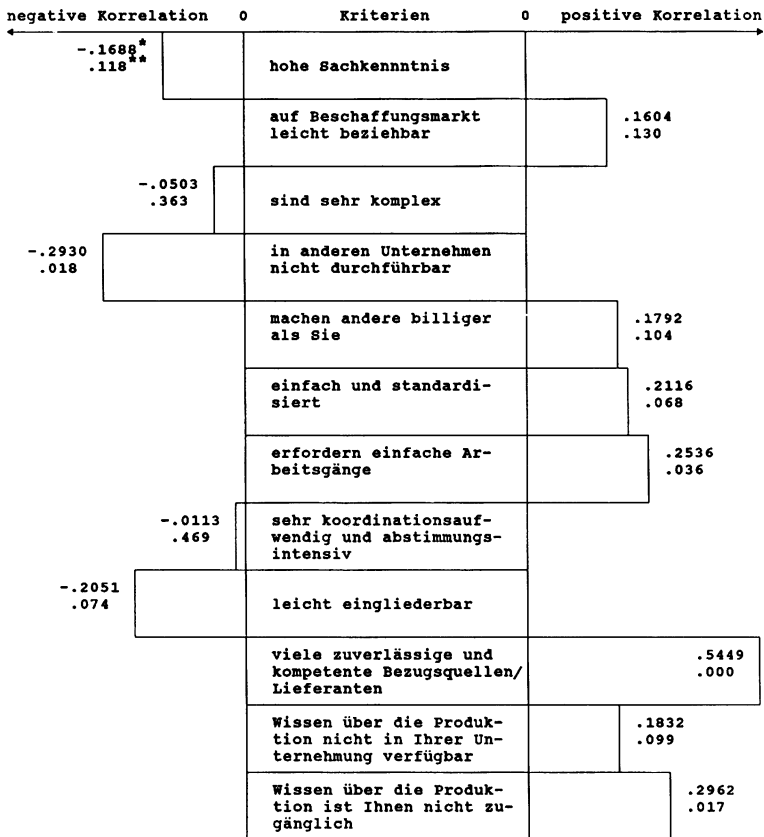 negative Korrelation 0 Kriterien 0 positive Korrelation
-.1688*
.118**
hohe Sachkennntnis
auf Beschaffungsmarkt
leicht beziehbar
.1604
.130
-.0503
.363
sind sehr komplex
-.2930
.018
in anderen Unternehmen
nicht durchführbar
machen andere billiger
als Sie
.1792
.104
einfach und standardi-
siert
.2116
.068
erfordern einfache Ar-
beitsgänge
.2536
.036
-.0113
.469
sehr koordinationsauf-
wendig und abstimmungs-
intensiv
-.2051
.074
leicht eingliederbar
viele zuverlässige und
kompetente Bezugsquellen/
Lieferanten
.5449
.000
Wissen über die Produk-
tion nicht in Ihrer Un-
ternehmung verfügbar
.1832
.099
Wissen über die Produk-
tion ist Ihnen nicht zu-
gänglich
.2962
.017